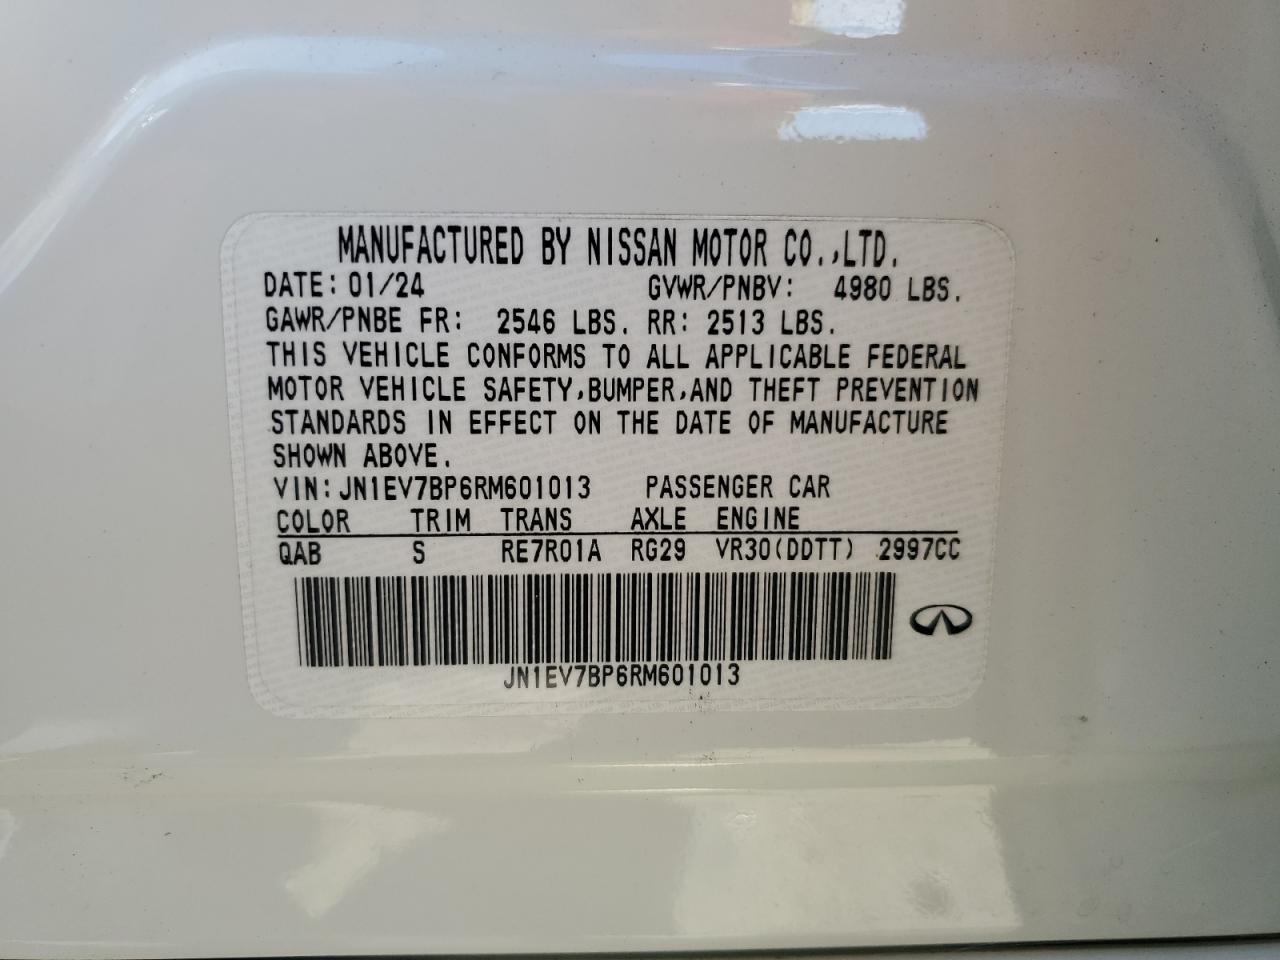 MANUFACTURED BY NISSAN MOTOR CO.,LTD.
DATE: 01/24 GVWR/PNBV: 4980 LBS.
GAWR/PNBE FR: 2546 LBS. RR: 2513 LBS.
THIS VEHICLE CONFORMS TO ALL APPLICABLE FEDERAL
MOTOR VEHICLE SAFETY,BUMPER,AND THEFT PREVENTION
STANDARDS IN EFFECT ON THE DATE OF MANUFACTURE
SHOWN ABOVE.
VIN:JN1EV7BP6RM601013 PASSENGER CAR
COLOR TRIM TRANS AXLE ENGINE
QAB S RE7R01A RG29 VR30(DDTT) 2997CC
JN1EV7BP6RM601013